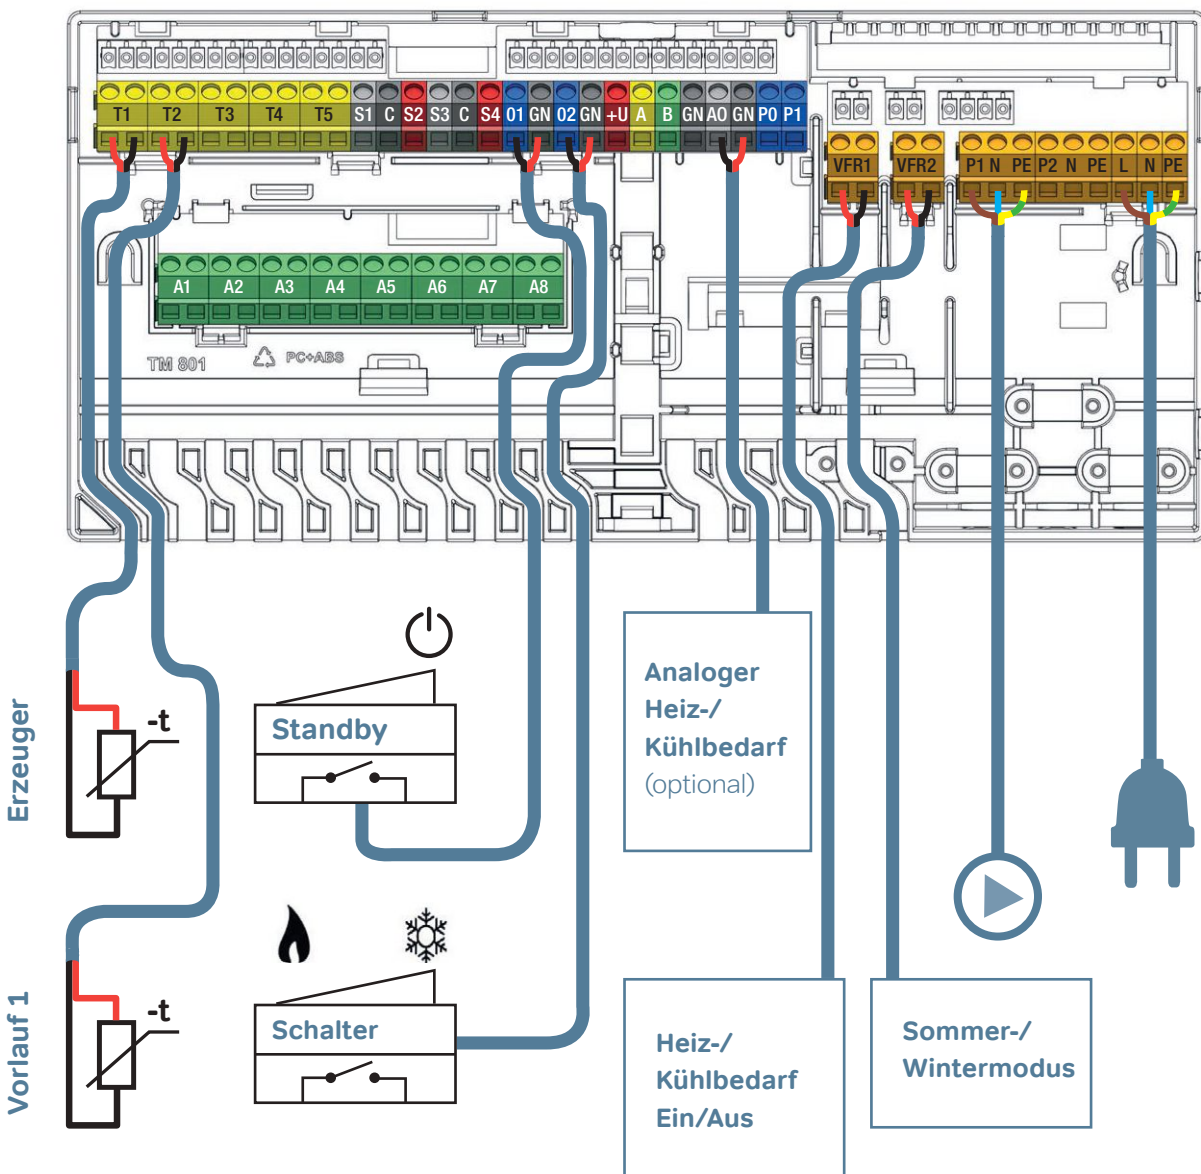 T1 T2 T3 T4 T5 S1 C S2 S3 C S4 01 GN 02 GN +U A B GN AO GN P0 P1
VFR1 VFR2 P1 N PE P2 N PE L N PE
A1 A2 A3 A4 A5 A6 A7 A8
TM 801 PC+ABS
Erzeuger
-t
Standby
Analoger
Heiz-/
Kühlbedarf
(optional)
Vorlauf 1
-t
Schalter
Heiz-/
Kühlbedarf
Ein/Aus
Sommer-/
Wintermodus